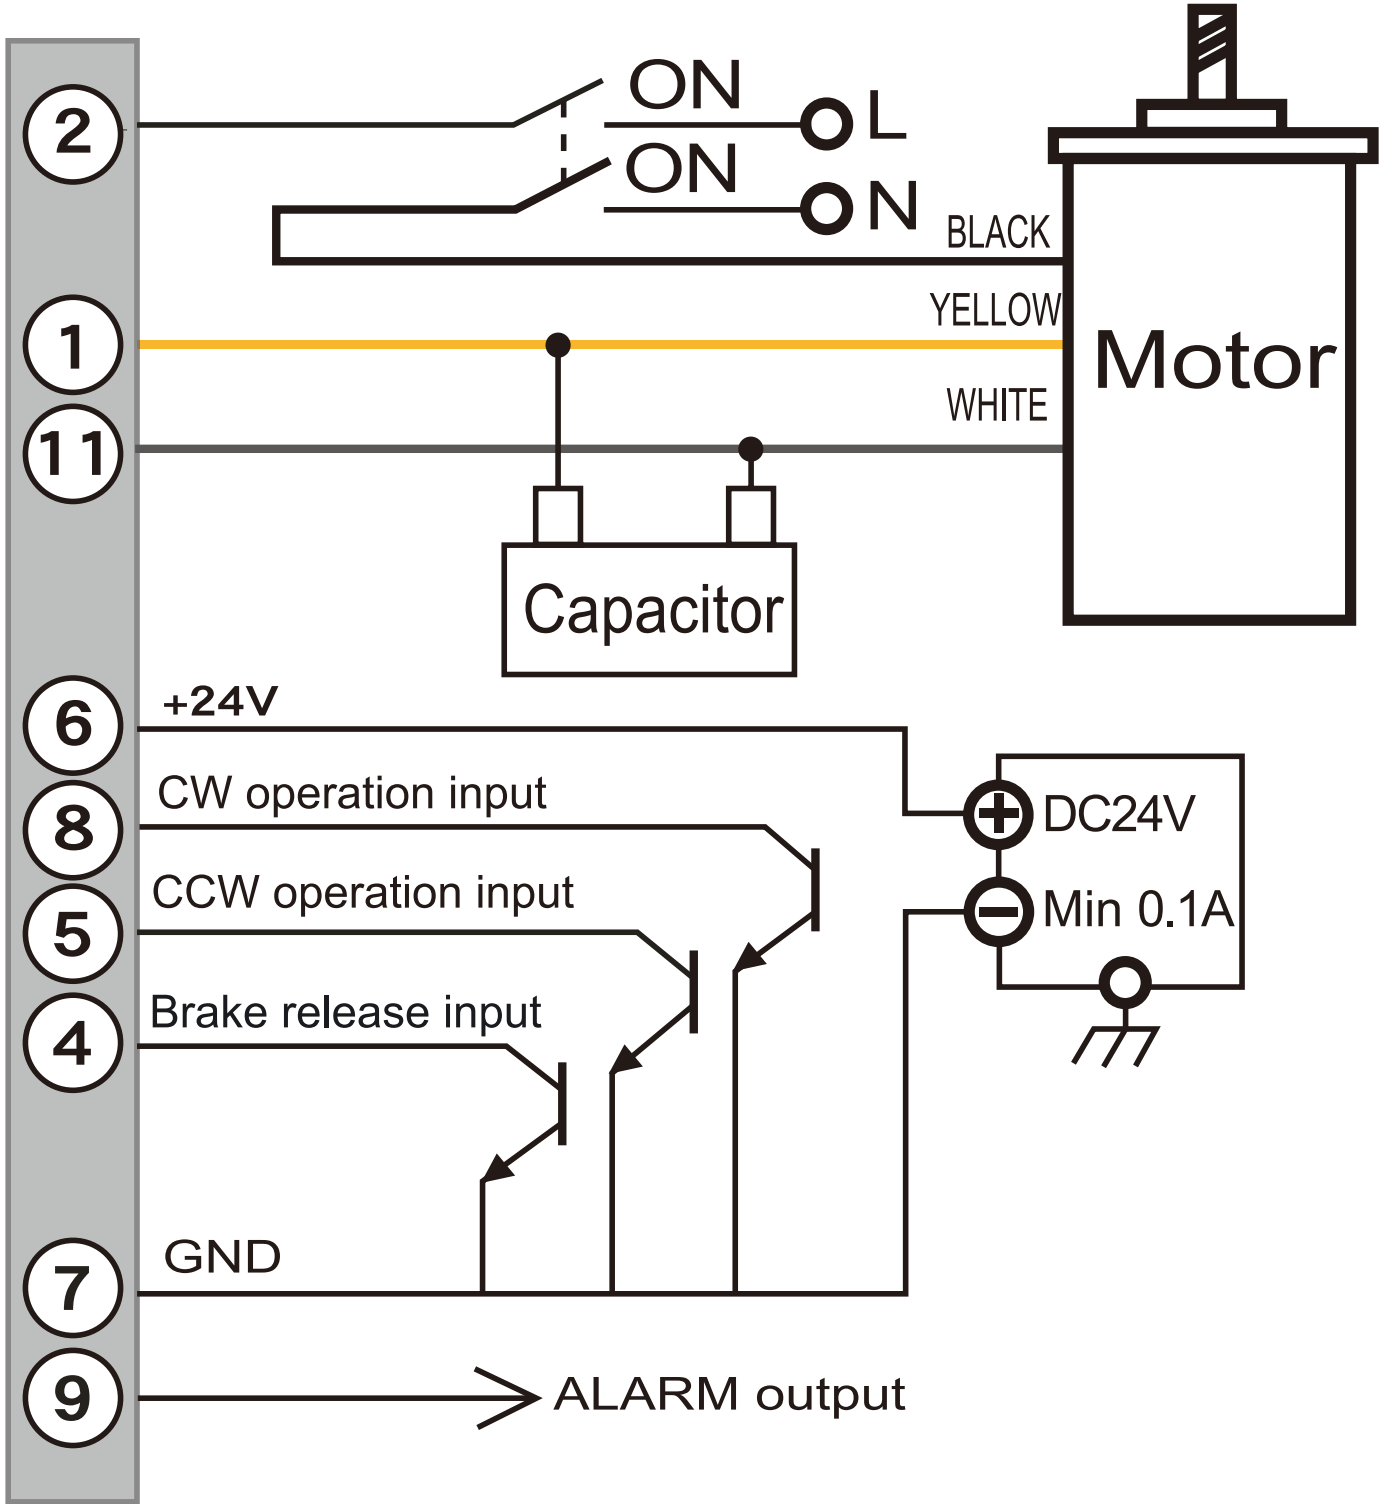 2
ON
L
ON
N
BLACK
1
YELLOW
Motor
11
WHITE
Capacitor
6
+24V
8
CW operation input
DC24V
5
CCW operation input
Min 0.1A
4
Brake release input
7
GND
9
ALARM output